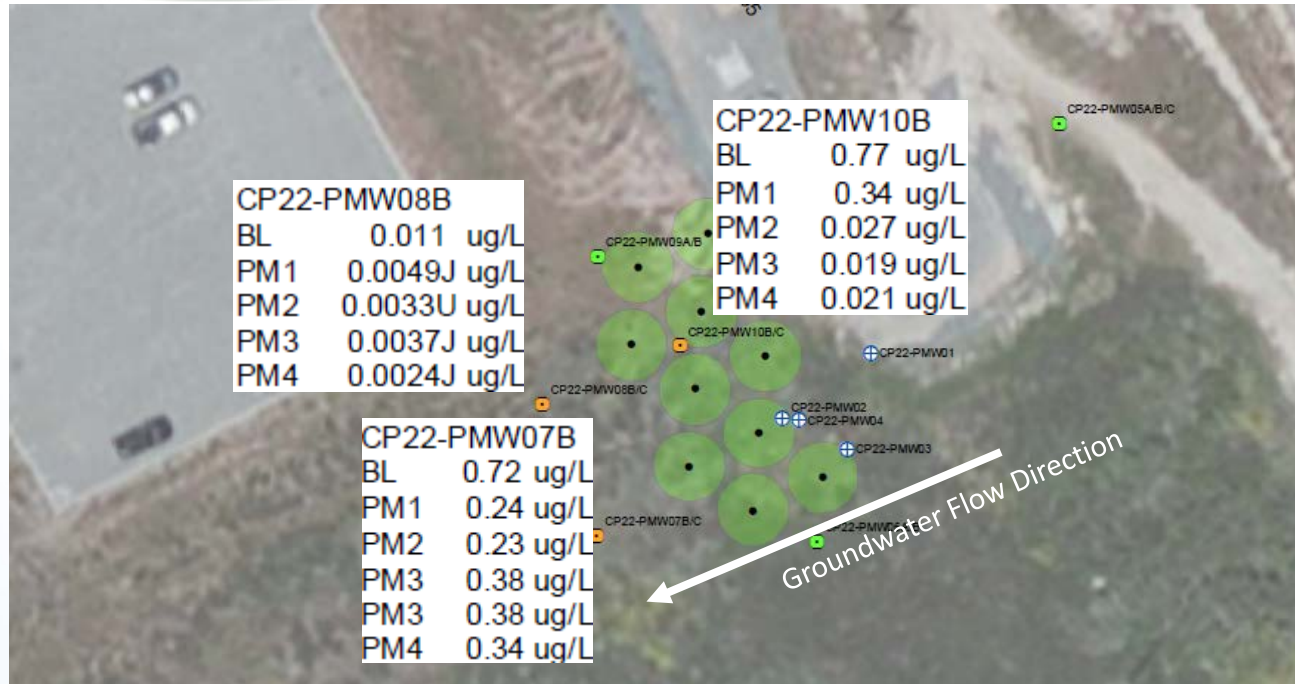 CP22-PMW05A/B/C
CP22-PMW10B
BL 0.77 ug/L
PM1 0.34 ug/L
PM2 0.027 ug/L
PM3 0.019 ug/L
PM4 0.021 ug/L
CP22-PMW08B
BL 0.011 ug/L
PM1 0.0049J ug/L
PM2 0.0033U ug/L
PM3 0.0037J ug/L
PM4 0.0024J ug/L
CP22-PMW09A/B
CP22-PMW10B/C
CP22-PMW01
CP22-PMW08B/C
CP22-PMW02
CP22-PMW04
CP22-PMW03
CP22-PMW07B
BL 0.72 ug/L
PM1 0.24 ug/L
PM2 0.23 ug/L
PM3 0.38 ug/L
PM3 0.38 ug/L
PM4 0.34 ug/L
CP22-PMW07B/C
Groundwater Flow Direction